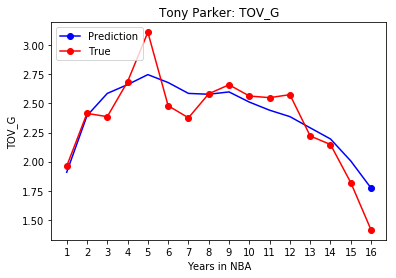 Tony Parker: TOV_G
Prediction
True
TOV_G
3.00
2.75
2.50
2.25
2.00
1.75
1.50
1 2 3 4 5 6 7 8 9 10 11 12 13 14 15 16
Years in NBA